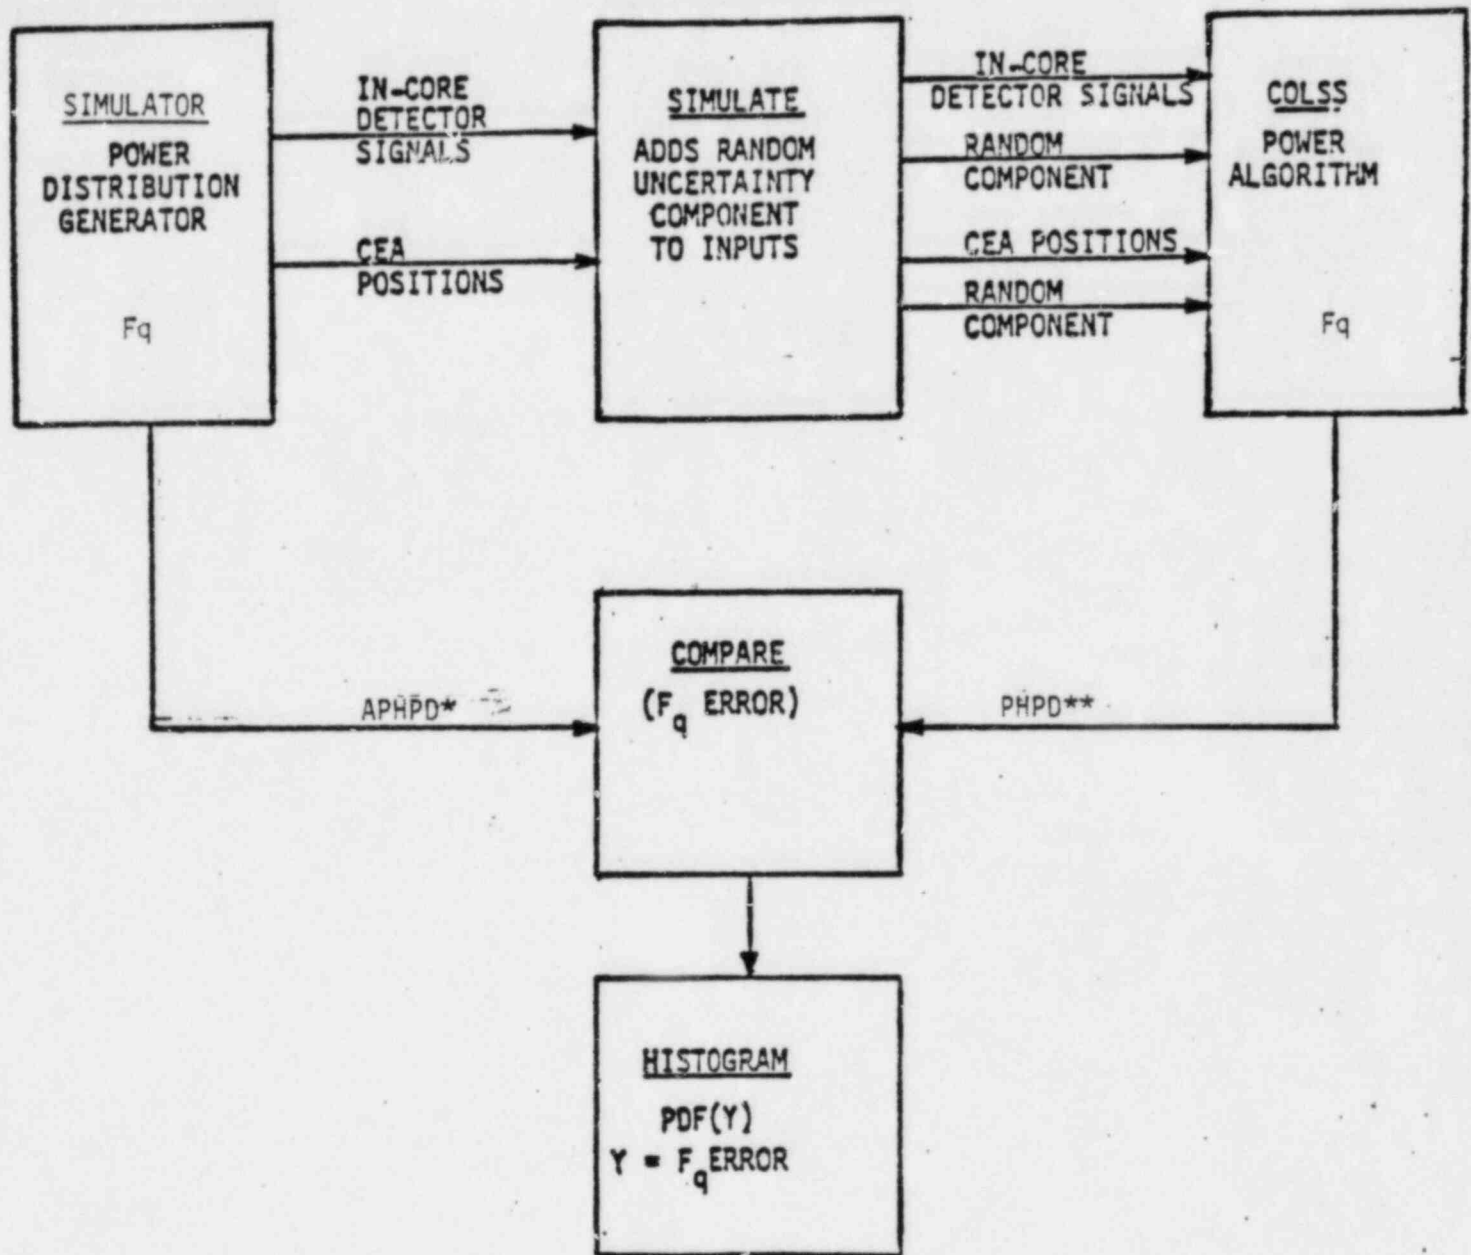 SIMULATOR
POWER
DISTRIBUTION
GENERATOR
Fq
IN-CORE
DETECTOR
SIGNALS
CEA
POSITIONS
SIMULATE
ADDS RANDOM
UNCERTAINTY
COMPONENT
TO INPUTS
IN-CORE
DETECTOR SIGNALS
RANDOM
COMPONENT
CEA POSITIONS
RANDOM
COMPONENT
COLSS
POWER
ALGORITHM
Fq
APHPD*
COMPARE
(Fq ERROR)
PHPD**
HISTOGRAM
PDF(Y)
Y = FqERROR